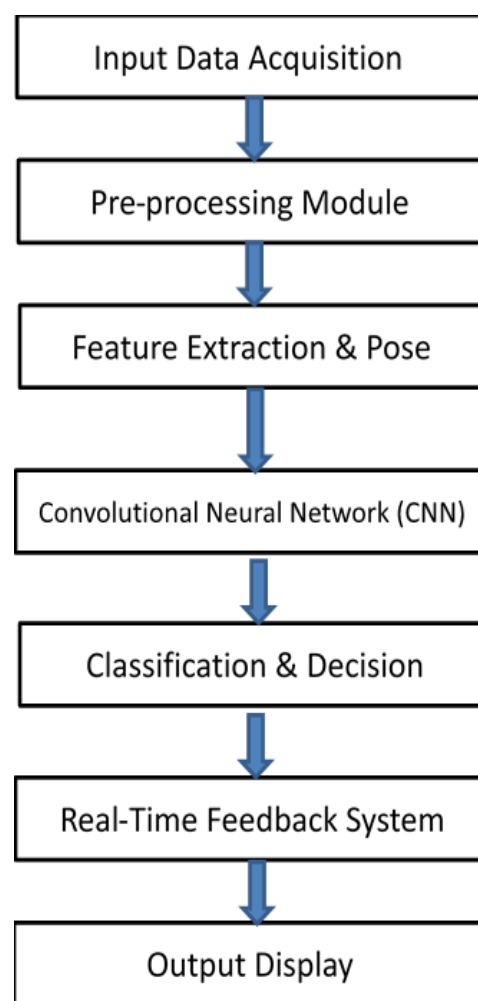 Input Data Acquisition
Pre-processing Module
Feature Extraction & Pose
Convolutional Neural Network (CNN)
Classification & Decision
Real-Time Feedback System
Output Display